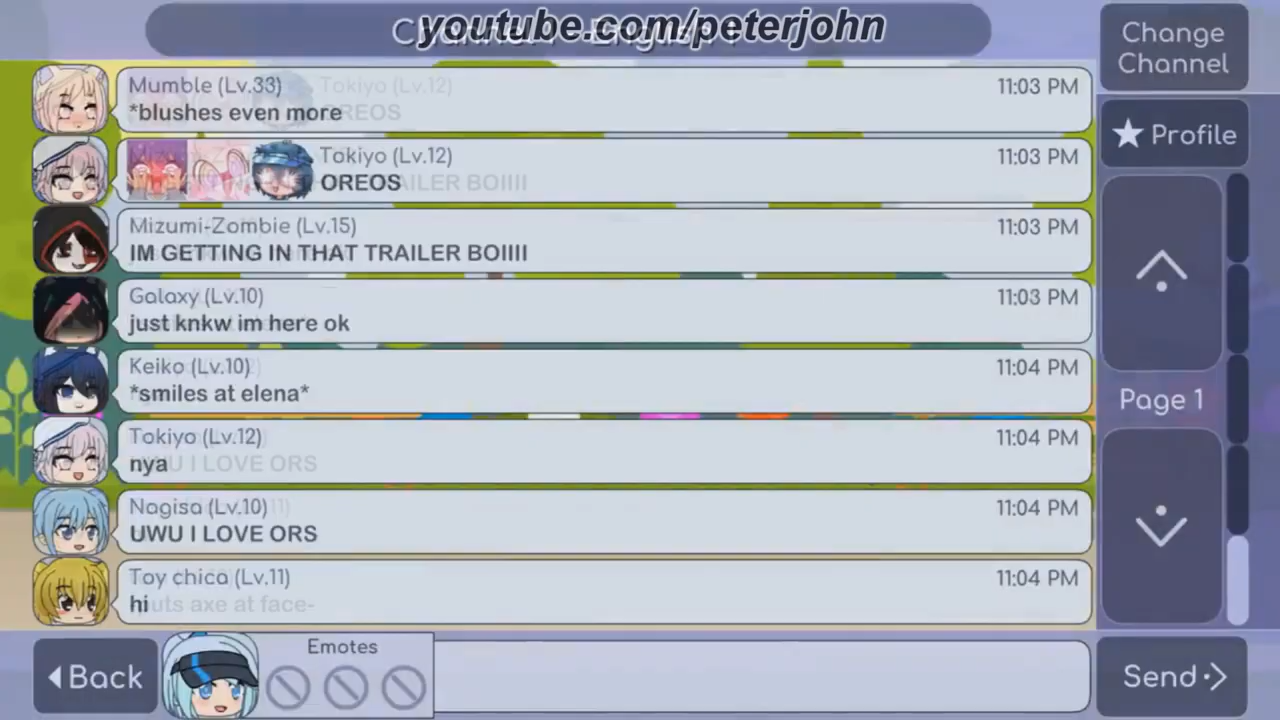 youtube.com/peterjohn
Change
Channel
Mumble (Lv.33)
11:03 PM
*blushes even more
Profile
Tokiyo (Lv.12)
11:03 PM
OREOS
Mizumi-Zombie (Lv.15)
11:03 PM
IM GETTING IN THAT TRAILER BOIIII
Galaxy (Lv.10)
11:03 PM
just knkw im here ok
Keiko (Lv.10)
11:04 PM
*smiles at elena*
Page 1
Tokiyo (Lv.12)
11:04 PM
nya
Nagisa (Lv.10)
11:04 PM
UWU I LOVE ORS
Toy chica (Lv.11)
11:04 PM
hi
Back
Emotes
Send